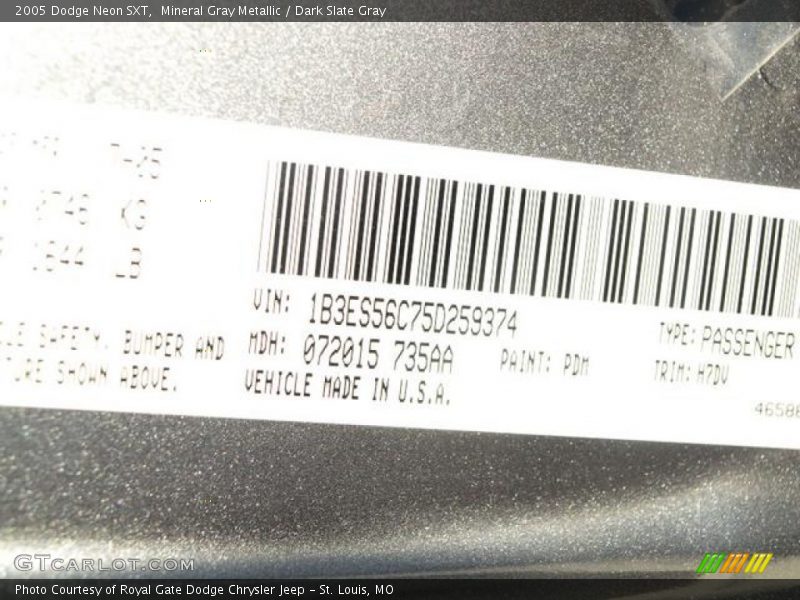 2005 Dodge Neon SXT,  Mineral Gray Metallic / Dark Slate Gray
KG
LB
VIN: 1B3ES56C75D259374
TYPE: PASSENGER
SAFETY, BUMPER AND
MDH: 072015 735AA
PAINT: PDM
TRIM: H7DV
SHOWN ABOVE.
VEHICLE MADE IN U.S.A.
GTCARLOT.COM
Photo Courtesy of Royal Gate Dodge Chrysler Jeep – St. Louis, MO